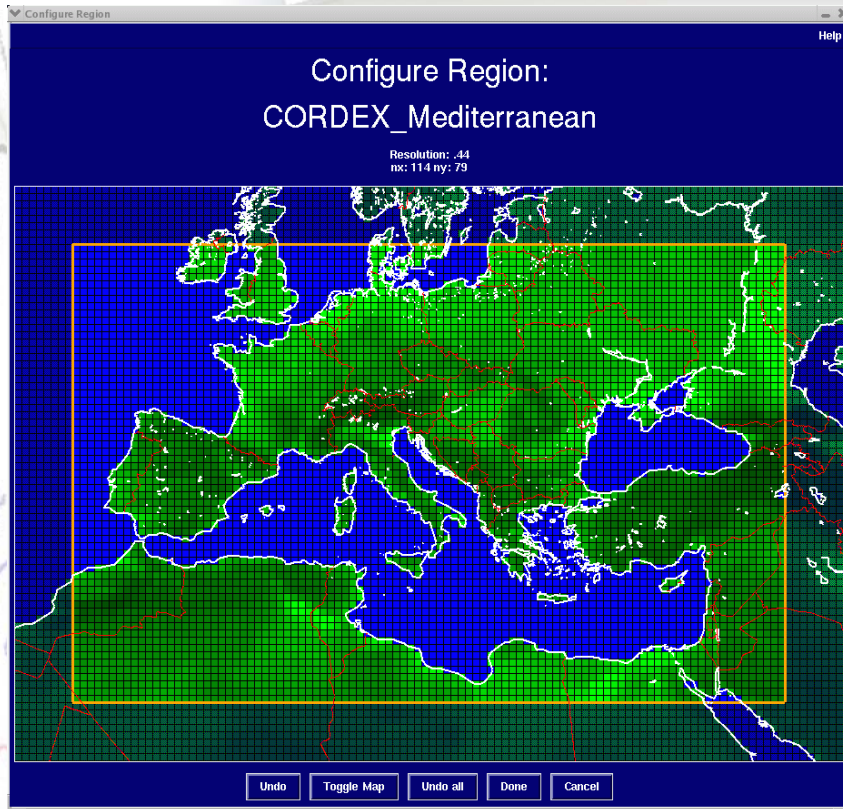 Configure Region
Help
Configure Region:
CORDEX_Mediterranean
Resolution: .44
nx: 114 ny: 79
Undo
Toggle Map
Undo all
Done
Cancel